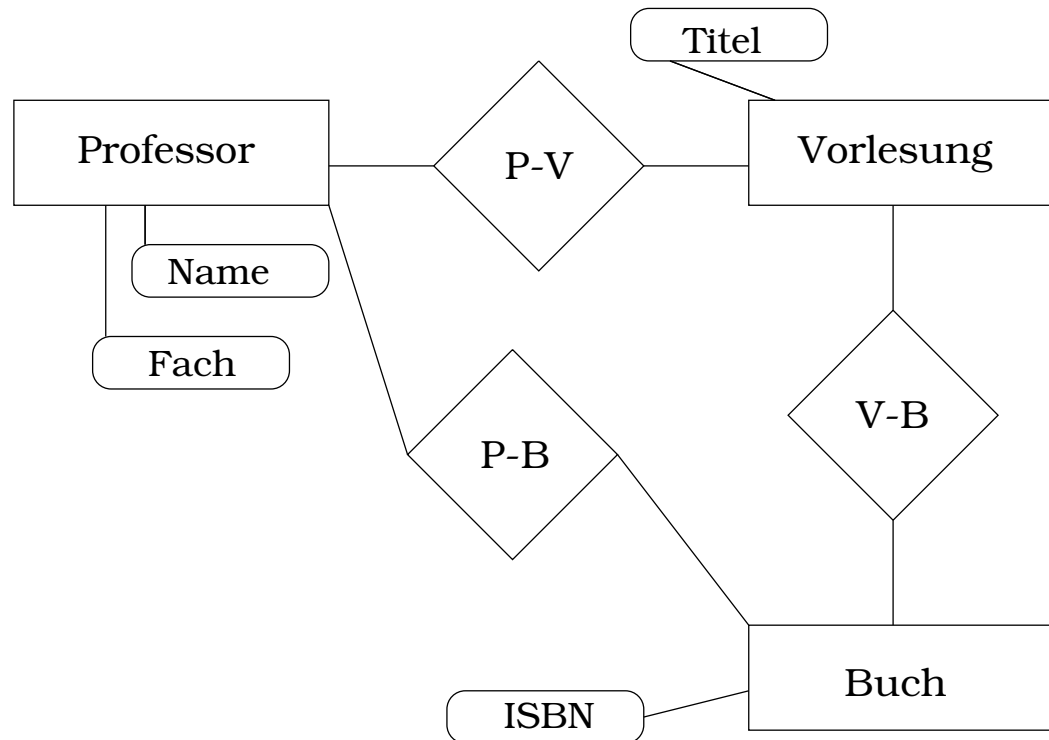 Titel
Professor
P-V
Vorlesung
Name
Fach
P-B
V-B
Buch
ISBN